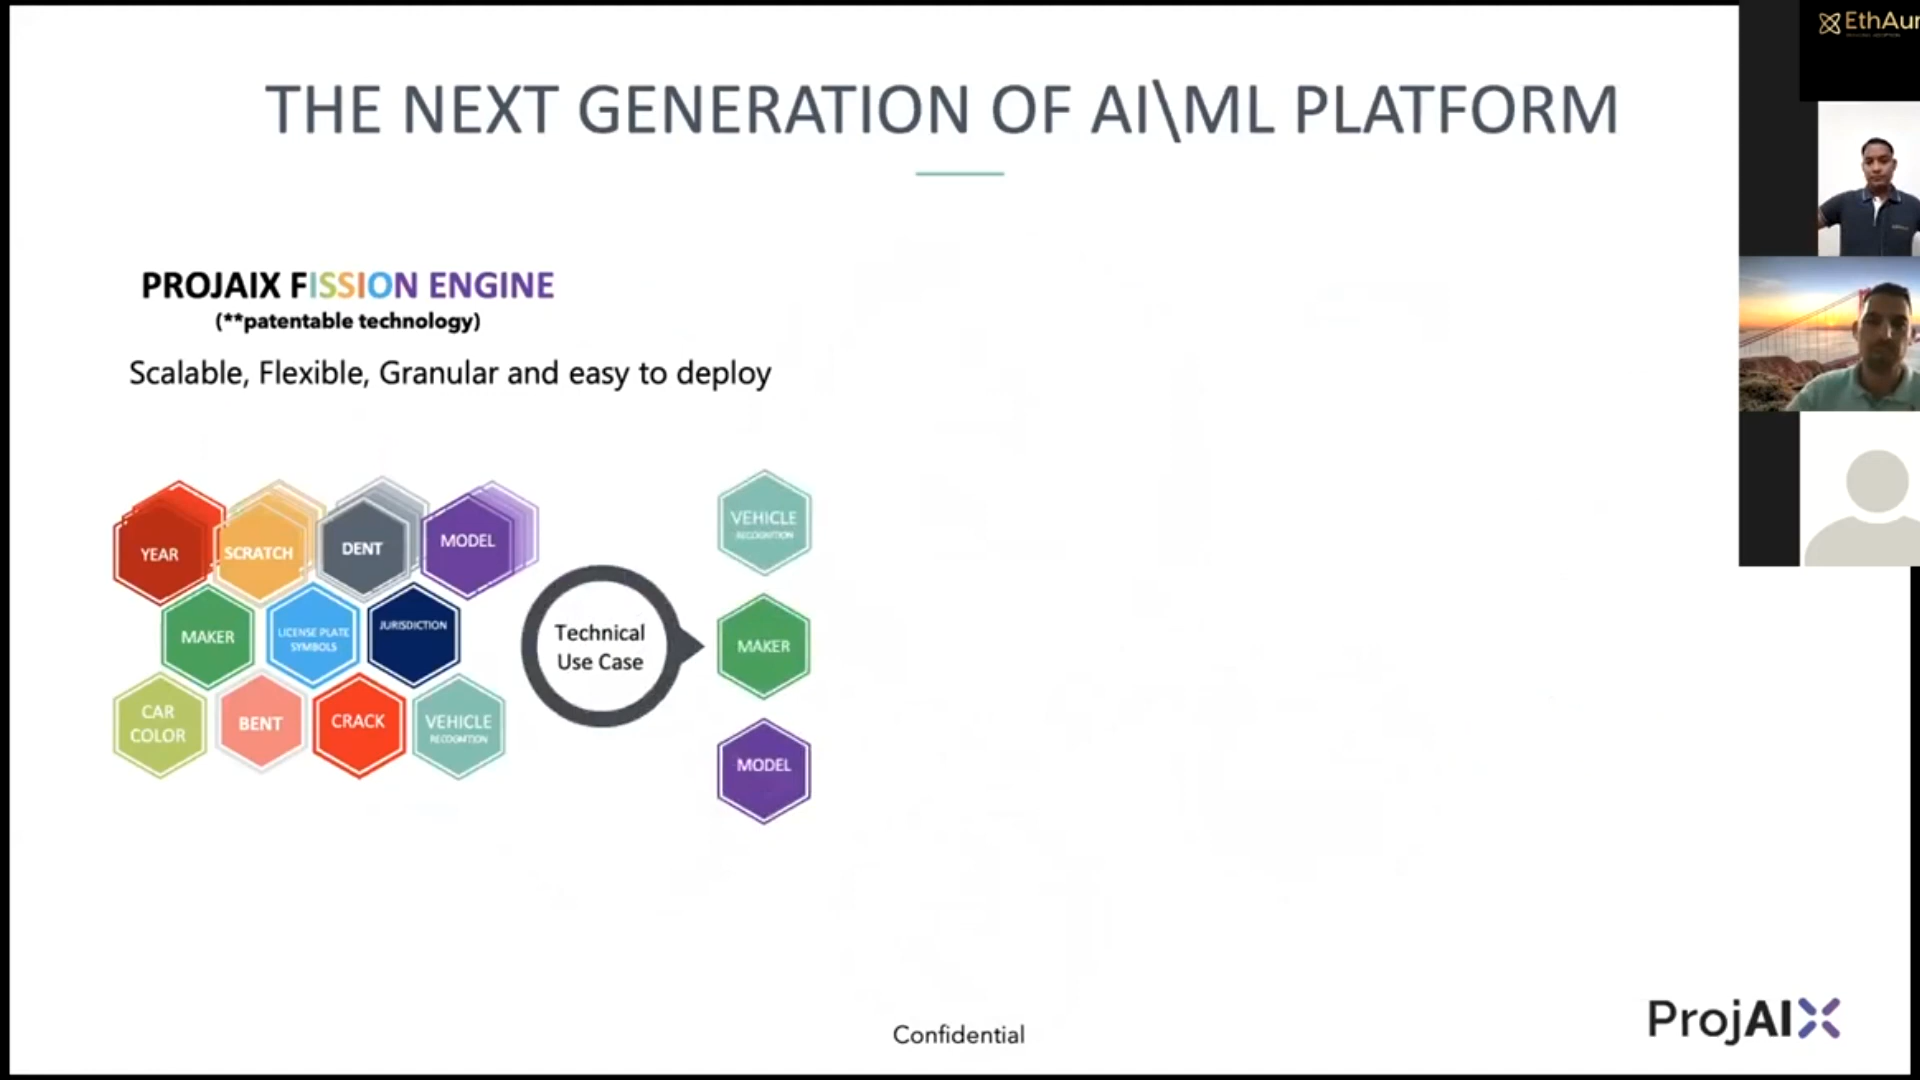 EthAur
THE NEXT GENERATION OF AI\ML PLATFORM
PROJAIX FISSION ENGINE
(**patentable technology)
Scalable, Flexible, Granular and easy to deploy
YEAR
SCRATCH
DENT
MODEL
MAKER
LICENSE PLATE
SYMBOLS
JURISDICTION
CAR
COLOR
BENT
CRACK
VEHICLE
RECOGNITION
Technical
Use Case
VEHICLE
RECOGNITION
MAKER
MODEL
Confidential
ProjAIX